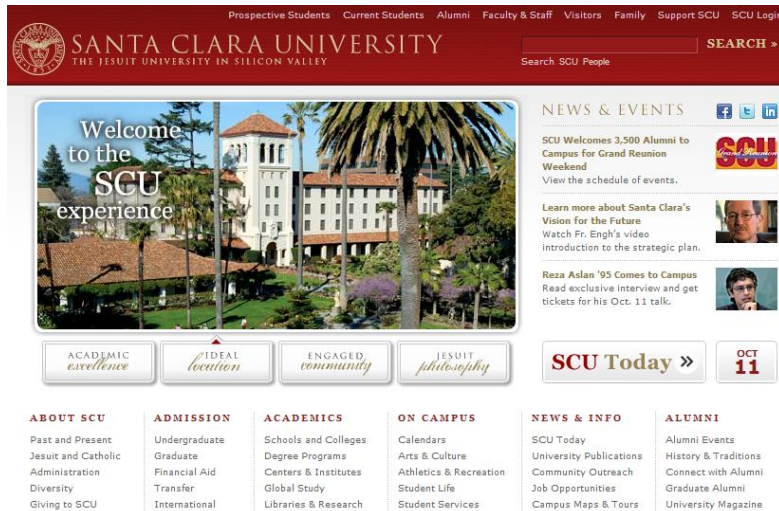 Prospective Students Current Students Alumni Faculty & Staff Visitors Family Support SCU SCU Login
SANTA CLARA UNIVERSITY
THE JESUIT UNIVERSITY IN SILICON VALLEY
SEARCH »
Search SCU People
Welcome
to the
SCU
experience
NEWS & EVENTS
SCU Welcomes 3,500 Alumni to
Campus for Grand Reunion
Weekend
View the schedule of events.
SCU
Grand Reunion
Learn more about Santa Clara's
Vision for the Future
Watch Fr. Engh's video
introduction to the strategic plan.
Reza Aslan '95 Comes to Campus
Read exclusive interview and get
tickets for his Oct. 11 talk.
ACADEMIC
excellence
IDEAL
location
ENGAGED
community
JESUIT
philosophy
SCU Today »
OCT
11
ABOUT SCU
Past and Present
Jesuit and Catholic
Administration
Diversity
Giving to SCU
ADMISSION
Undergraduate
Graduate
Financial Aid
Transfer
International
ACADEMICS
Schools and Colleges
Degree Programs
Centers & Institutes
Global Study
Libraries & Research
ON CAMPUS
Calendars
Arts & Culture
Athletics & Recreation
Student Life
Student Services
NEWS & INFO
SCU Today
University Publications
Community Outreach
Job Opportunities
Campus Maps & Tours
ALUMNI
Alumni Events
History & Traditions
Connect with Alumni
Graduate Alumni
University Magazine